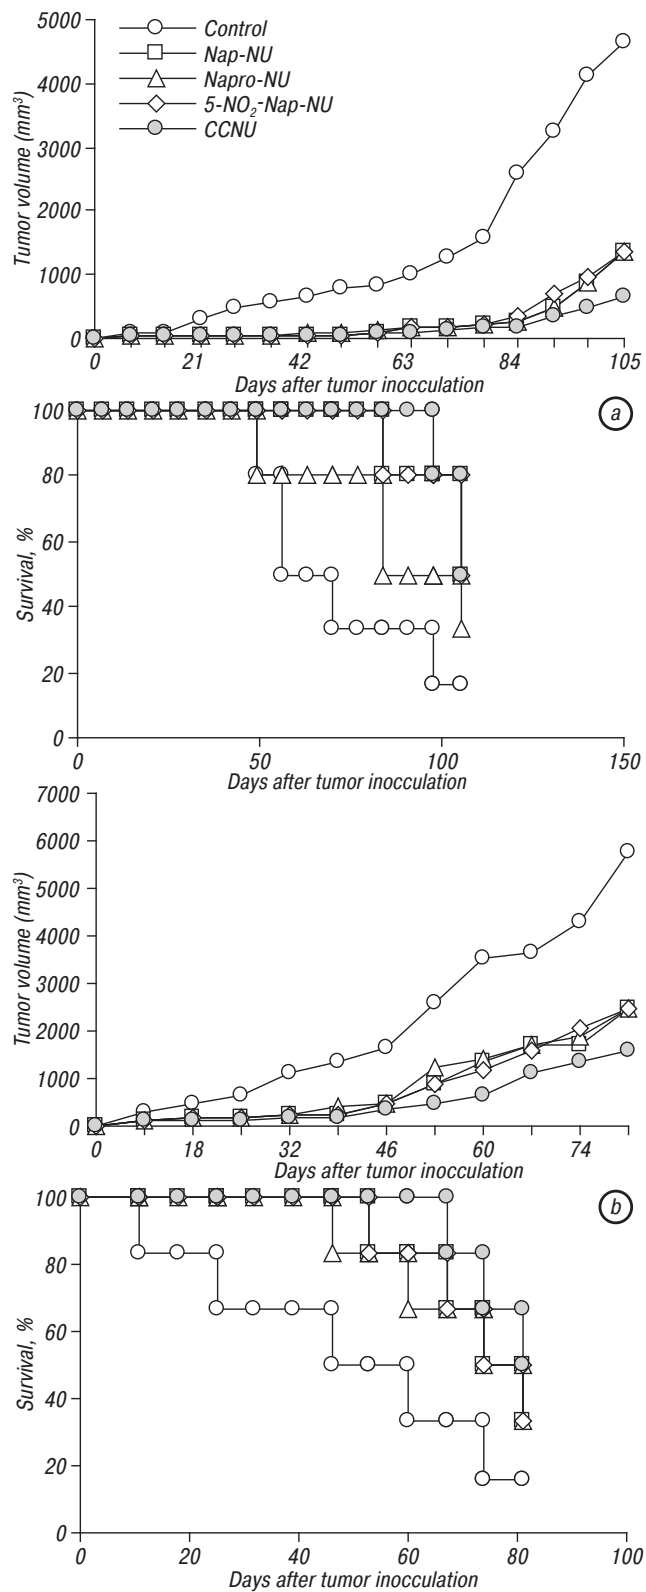 Control
Nap-NU
Napro-NU
5-NO₂-Nap-NU
CCNU
Tumor volume (mm³)
5000
4000
3000
2000
1000
0
0 21 42 63 84 105
Days after tumor inocculation
a
Survival, %
100
80
60
40
20
0
0 50 100 150
Days after tumor inocculation
Tumor volume (mm³)
7000
6000
5000
4000
3000
2000
1000
0
0 18 32 46 60 74
Days after tumor inocculation
b
Survival, %
100
80
60
40
20
0
0 20 40 60 80 100
Days after tumor inocculation